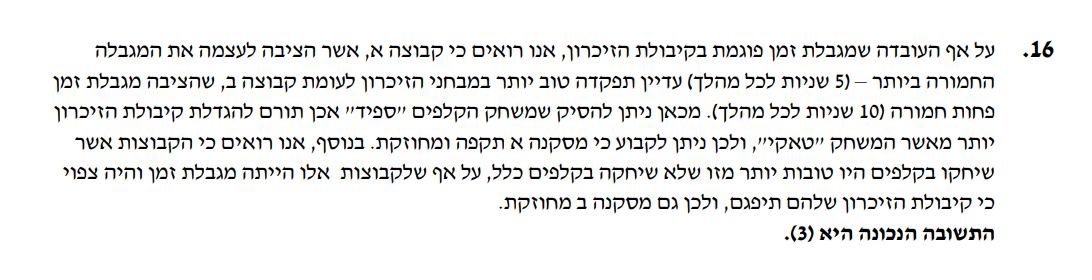 16. על אף העובדה שמגבלת זמן פוגמת בקיבולת הזיכרון, אנו רואים כי קבוצה א, אשר הציבה לעצמה את המגבלה
החמורה ביותר – (5 שניות לכל מהלך) עדיין תפקדה טוב יותר במבחני הזיכרון לעומת קבוצה ב, שהציבה מגבלת זמן
פחות חמורה (10 שניות לכל מהלך). מכאן ניתן להסיק שמשחק הקלפים "ספיד" אכן תורם להגדלת קיבולת הזיכרון
יותר מאשר המשחק "טאקי", ולכן ניתן לקבוע כי מסקנה א תקפה ומחוזקת. בנוסף, אנו רואים כי הקבוצות אשר
שיחקו בקלפים היו טובות יותר מזו שלא שיחקה בקלפים כלל, על אף שלקבוצות אלו הייתה מגבלת זמן והיה צפוי
כי קיבולת הזיכרון שלהם תיפגם, ולכן גם מסקנה ב מחוזקת.
התשובה הנכונה היא (3).